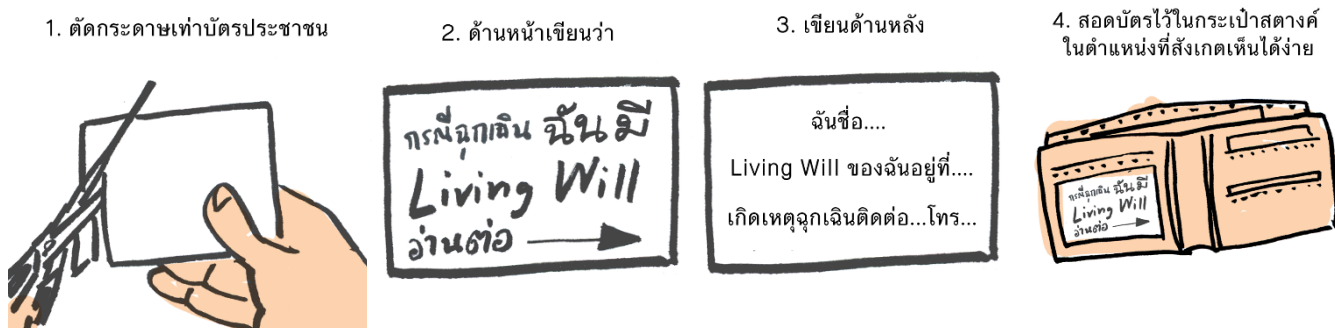 1. ตัดกระดาษเท่าบัตรประชาชน
2. ด้านหน้าเขียนว่า
กรณีฉุกเฉิน ฉันมี
Living Will
อ่านต่อ
3. เขียนด้านหลัง
ฉันชื่อ....
Living Will ของฉันอยู่ที่....
เกิดเหตุฉุกเฉินติดต่อ...โทร...
4. สอดบัตรไว้ในกระเป๋าสตางค์
ในตำแหน่งที่สังเกตเห็นได้ง่าย
กรณีฉุกเฉิน ฉันมี
Living Will
อ่านต่อ